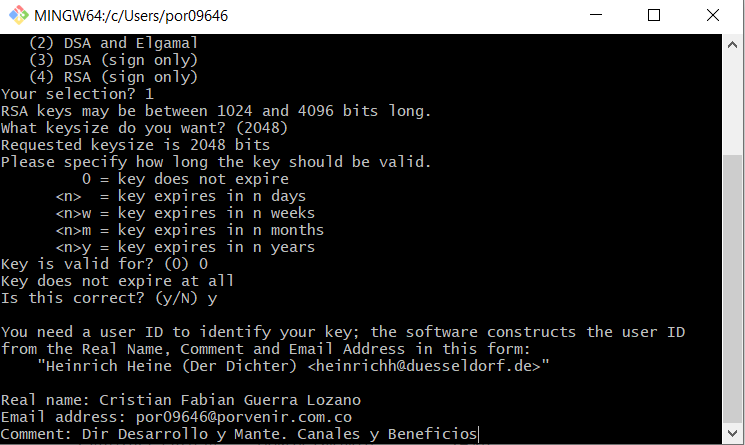 MINGW64:/c/Users/por09646
(2) DSA and Elgamal
(3) DSA (sign only)
(4) RSA (sign only)
Your selection? 1
RSA keys may be between 1024 and 4096 bits long.
What keysize do you want? (2048)
Requested keysize is 2048 bits
Please specify how long the key should be valid.
0 = key does not expire
<n>  = key expires in n days
<n>w = key expires in n weeks
<n>m = key expires in n months
<n>y = key expires in n years
Key is valid for? (0) 0
Key does not expire at all
Is this correct? (y/N) y
You need a user ID to identify your key; the software constructs the user ID
from the Real Name, Comment and Email Address in this form:
"Heinrich Heine (Der Dichter) <heinrichh@duesseldorf.de>"
Real name: Cristian Fabian Guerra Lozano
Email address: por09646@porvenir.com.co
Comment: Dir Desarrollo y Mante. Canales y Beneficios